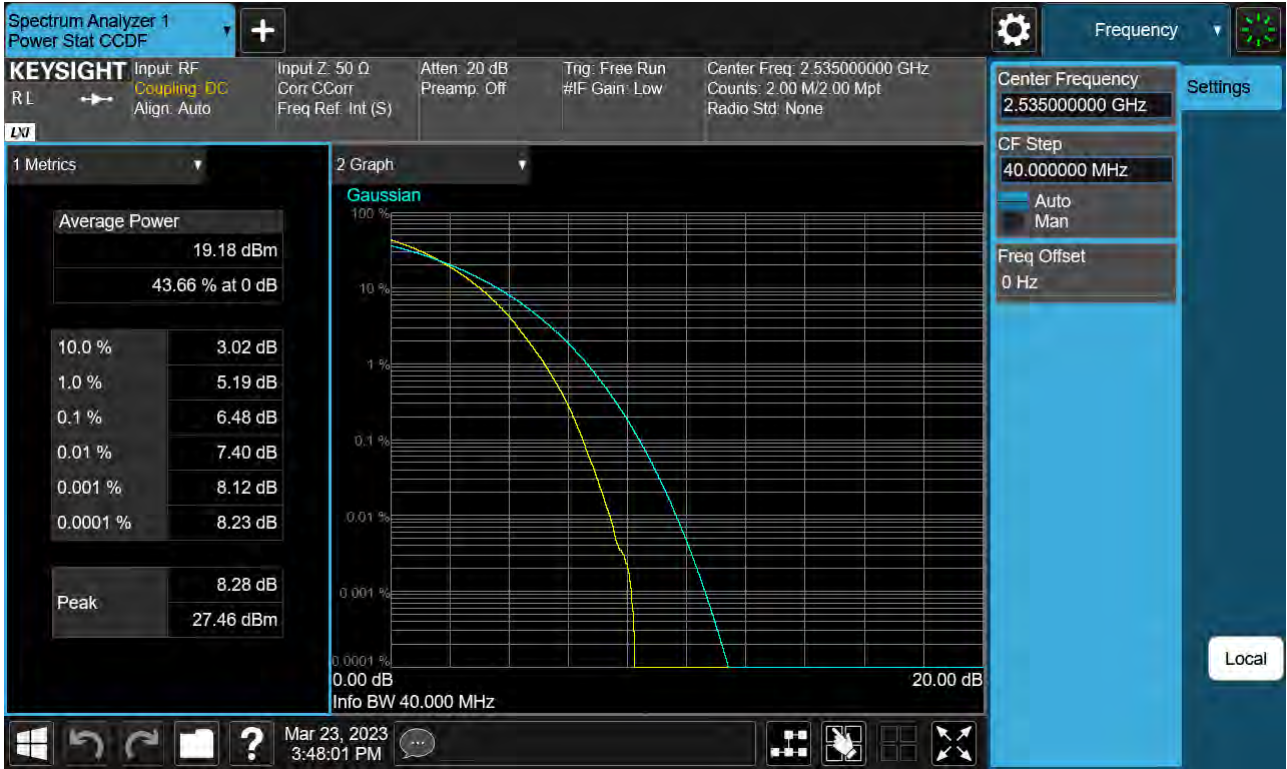 Spectrum Analyzer 1
Power Stat CCDF
+
Frequency
KEYSIGHT
R L
LXI
Input: RF
Coupling: DC
Align: Auto
Input Z: 50 Ω
Corr CCorr
Freq Ref: Int (S)
Atten: 20 dB
Preamp: Off
Trig: Free Run
#IF Gain: Low
Center Freq: 2.535000000 GHz
Counts: 2.00 M/2.00 Mpt
Radio Std: None
Center Frequency
2.535000000 GHz
Settings
CF Step
40.000000 MHz
Auto
Man
Freq Offset
0 Hz
Local
1 Metrics
Average Power
19.18 dBm
43.66 % at 0 dB
10.0 % 3.02 dB
1.0 % 5.19 dB
0.1 % 6.48 dB
0.01 % 7.40 dB
0.001 % 8.12 dB
0.0001 % 8.23 dB
Peak
8.28 dB
27.46 dBm
2 Graph
Gaussian
100 %
10 %
1 %
0.1 %
0.01 %
0.001 %
0.0001 %
0.00 dB 20.00 dB
Info BW 40.000 MHz
?
Mar 23, 2023
3:48:01 PM